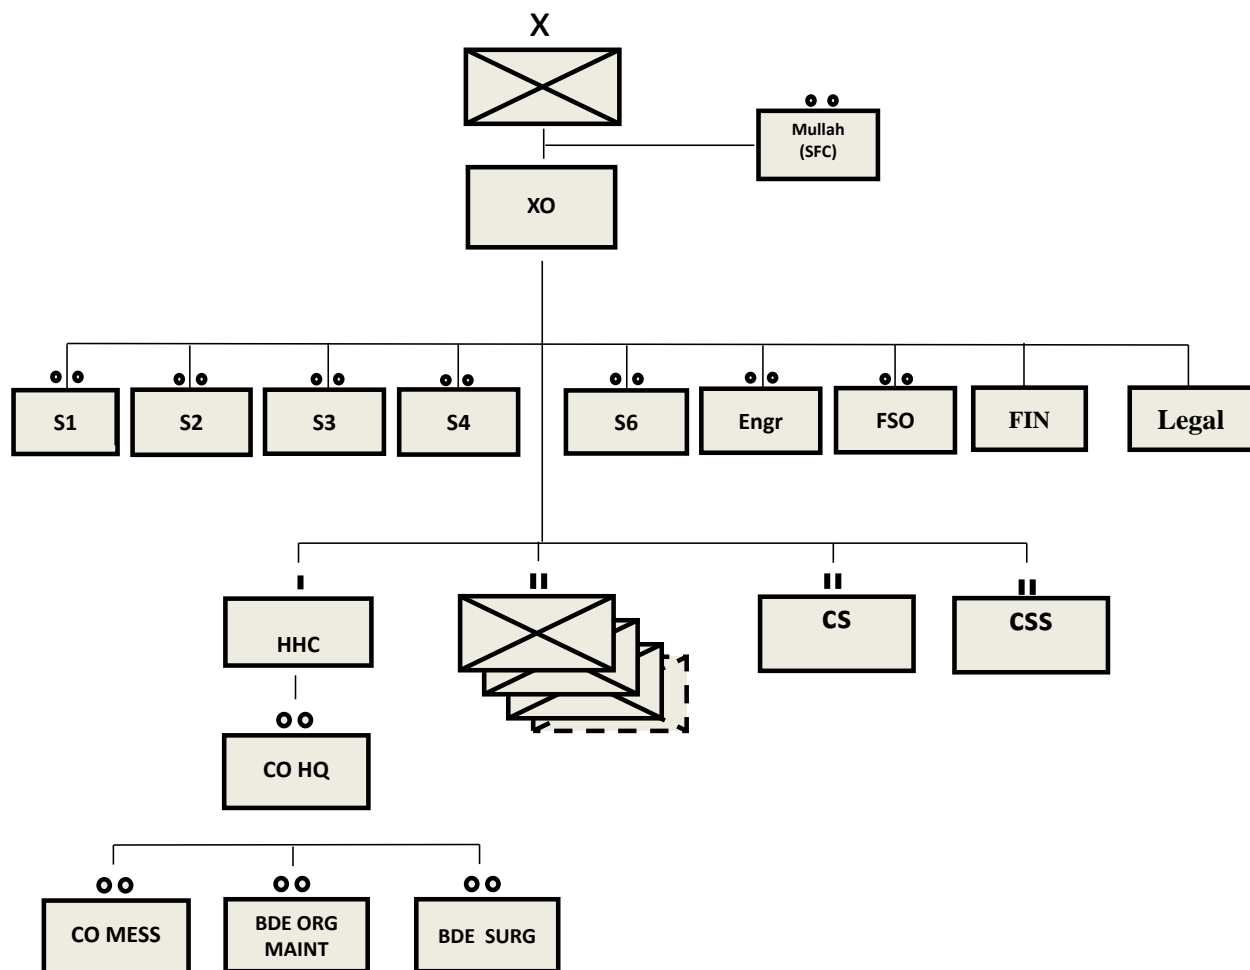 X
Mullah
(SFC)
XO
S1
S2
S3
S4
S6
Engr
FSO
FIN
Legal
I
II
II
II
HHC
CS
CSS
CO HQ
CO MESS
BDE ORG
MAINT
BDE SURG